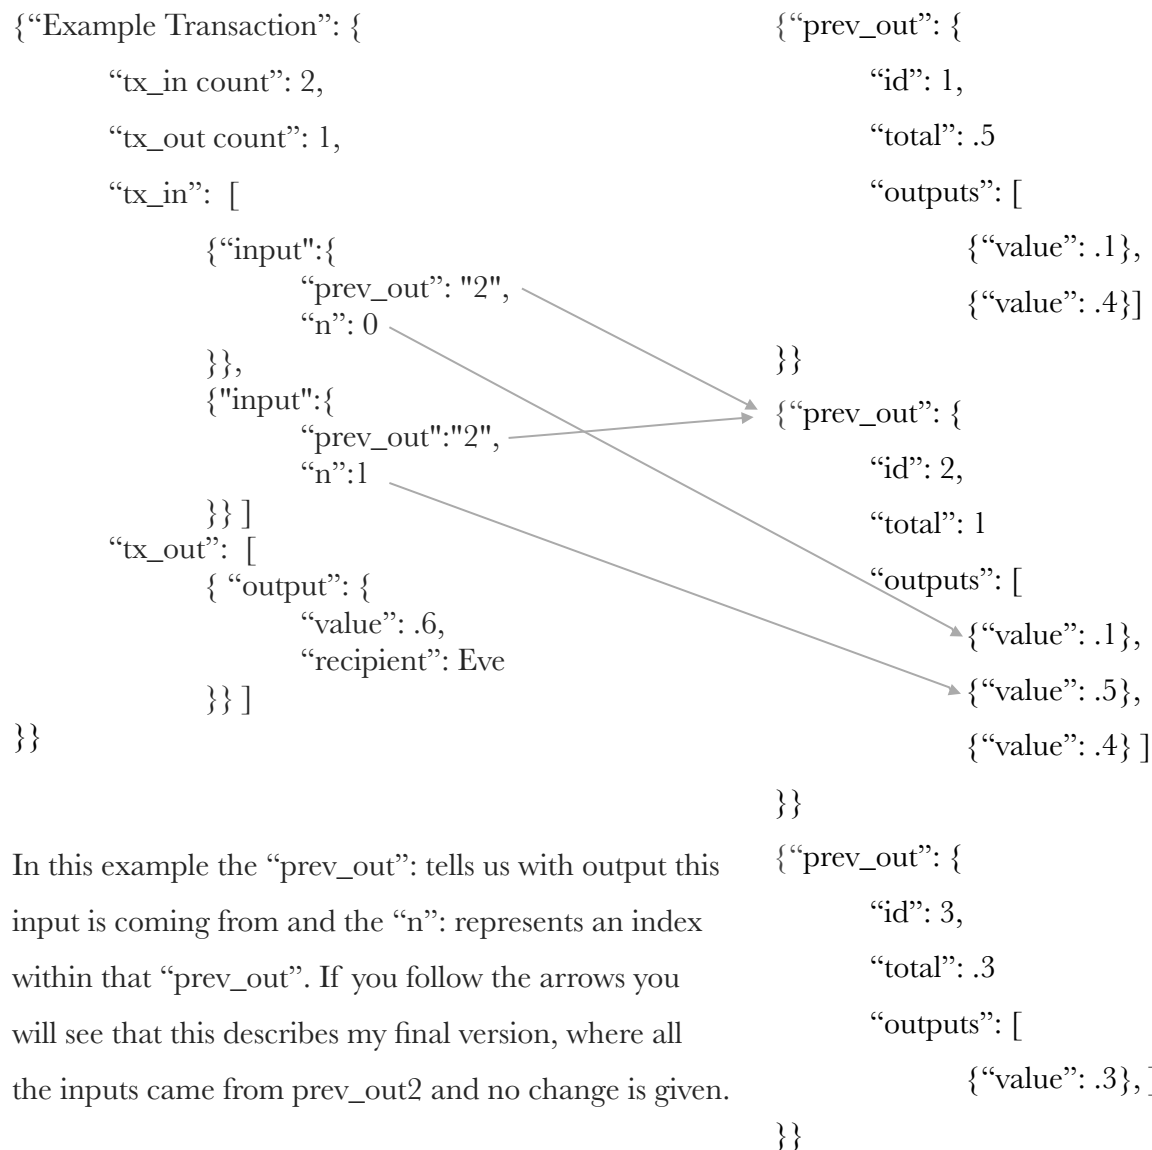 {“Example Transaction”: {
“tx_in count”: 2,
“tx_out count”: 1,
“tx_in”: [
{“input":{
“prev_out”: "2",
“n”: 0
}},
{"input":{
“prev_out":"2",
“n”:1
}} ]
“tx_out”: [
{ “output”: {
“value”: .6,
“recipient”: Eve
}} ]
}}
In this example the “prev_out”: tells us with output this
input is coming from and the “n”: represents an index
within that “prev_out”. If you follow the arrows you
will see that this describes my final version, where all
the inputs came from prev_out2 and no change is given.
{“prev_out”: {
“id”: 1,
“total”: .5
“outputs”: [
{“value”: .1},
{“value”: .4}]
}}
{“prev_out”: {
“id”: 2,
“total”: 1
“outputs”: [
{“value”: .1},
{“value”: .5},
{“value”: .4} ]
}}
{“prev_out”: {
“id”: 3,
“total”: .3
“outputs”: [
{“value”: .3}, ]
}}